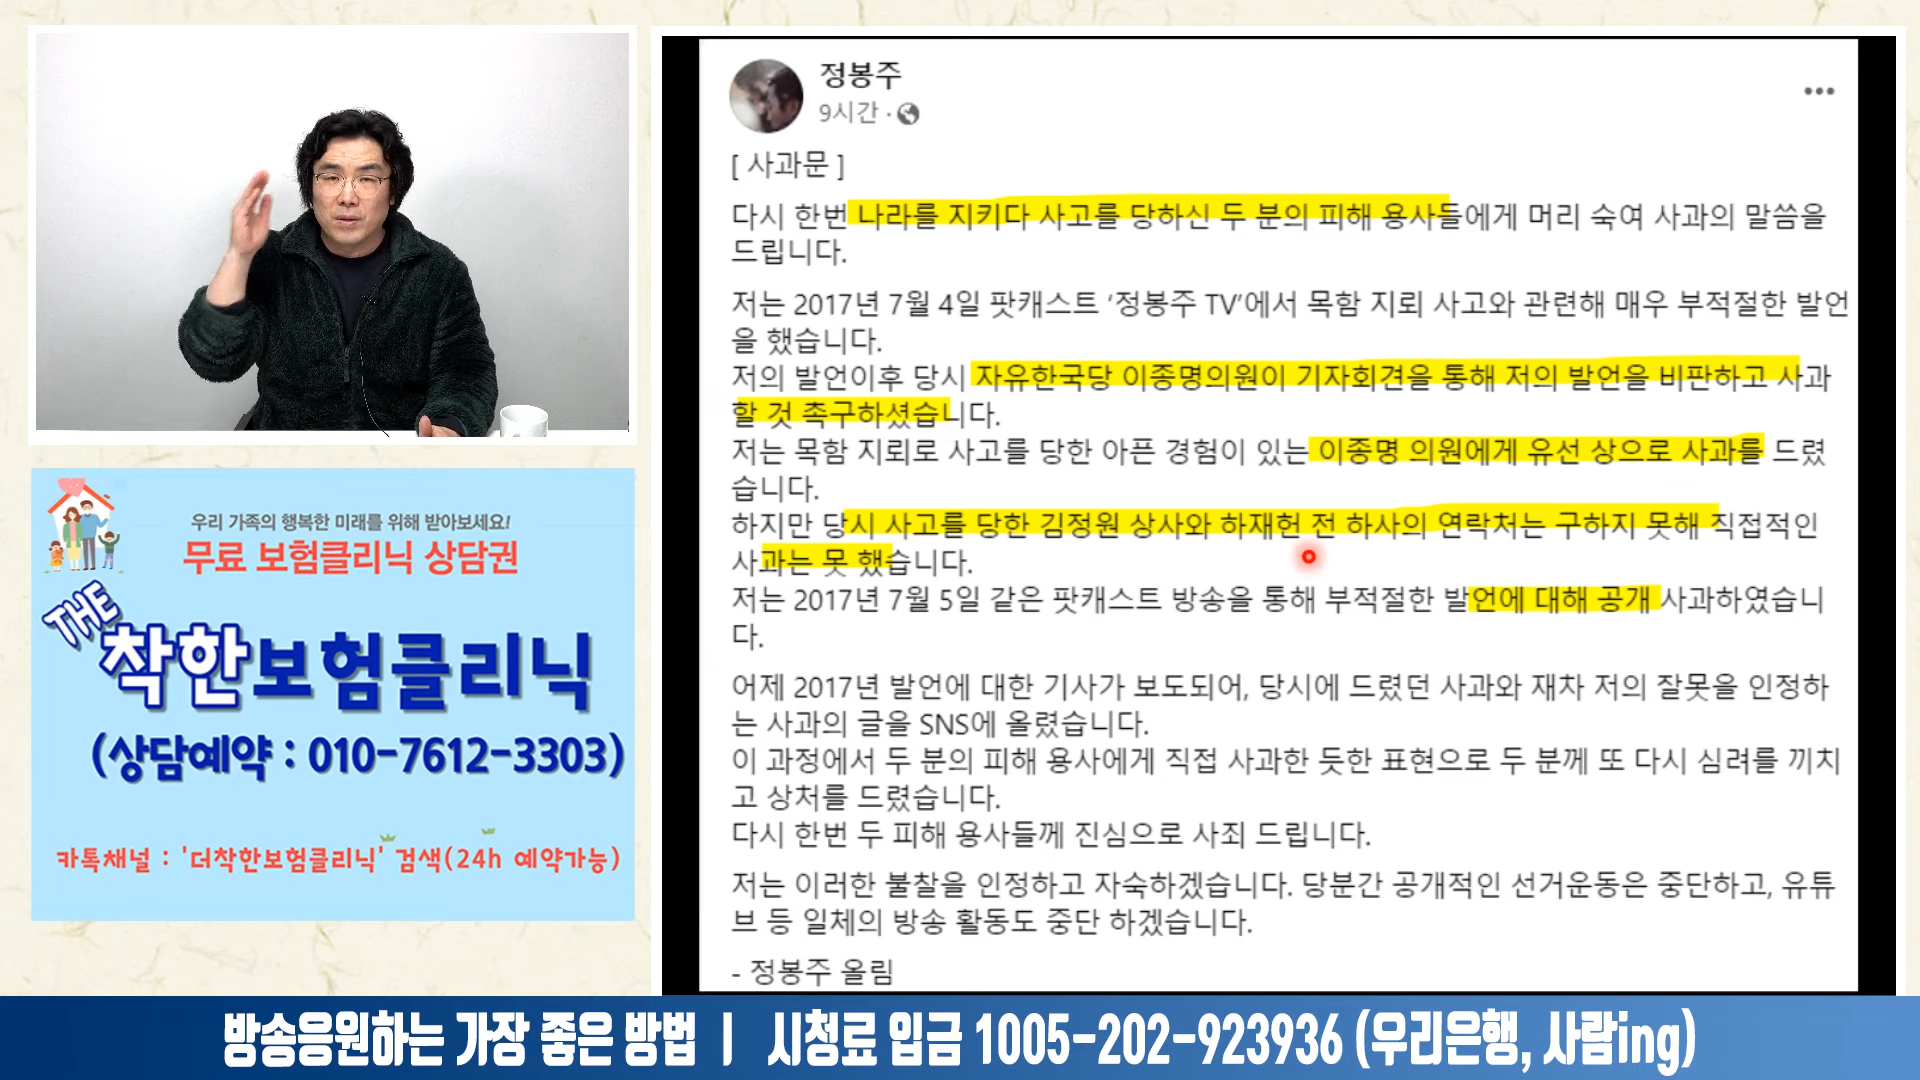 정봉주
9시간 ·
[ 사과문 ]
다시 한번 나라를 지키다 사고를 당하신 두 분의 피해 용사들에게 머리 숙여 사과의 말씀을
드립니다.
저는 2017년 7월 4일 팟캐스트 ‘정봉주 TV’에서 목함 지뢰 사고와 관련해 매우 부적절한 발언
을 했습니다.
저의 발언이후 당시 자유한국당 이종명의원이 기자회견을 통해 저의 발언을 비판하고 사과
할 것 촉구하셨습니다.
저는 목함 지뢰로 사고를 당한 아픈 경험이 있는 이종명 의원에게 유선 상으로 사과를 드렸
습니다.
하지만 당시 사고를 당한 김정원 상사와 하재헌 전 하사의 연락처는 구하지 못해 직접적인
사과는 못 했습니다.
저는 2017년 7월 5일 같은 팟캐스트 방송을 통해 부적절한 발언에 대해 공개 사과하였습니
다.
어제 2017년 발언에 대한 기사가 보도되어, 당시에 드렸던 사과와 재차 저의 잘못을 인정하
는 사과의 글을 SNS에 올렸습니다.
이 과정에서 두 분의 피해 용사에게 직접 사과한 듯한 표현으로 두 분께 또 다시 심려를 끼치
고 상처를 드렸습니다.
다시 한번 두 피해 용사들께 진심으로 사죄 드립니다.
저는 이러한 불찰을 인정하고 자숙하겠습니다. 당분간 공개적인 선거운동은 중단하고, 유튜
브 등 일체의 방송 활동도 중단 하겠습니다.
- 정봉주 올림
우리 가족의 행복한 미래를 위해 받아보세요!
무료 보험클리닉 상담권
THE
착한보험클리닉
(상담예약 : 010-7612-3303)
카톡채널 : '더착한보험클리닉' 검색(24h 예약가능)
방송응원하는 가장 좋은 방법 ㅣ 시청료 입금 1005-202-923936 (우리은행, 사람ing)